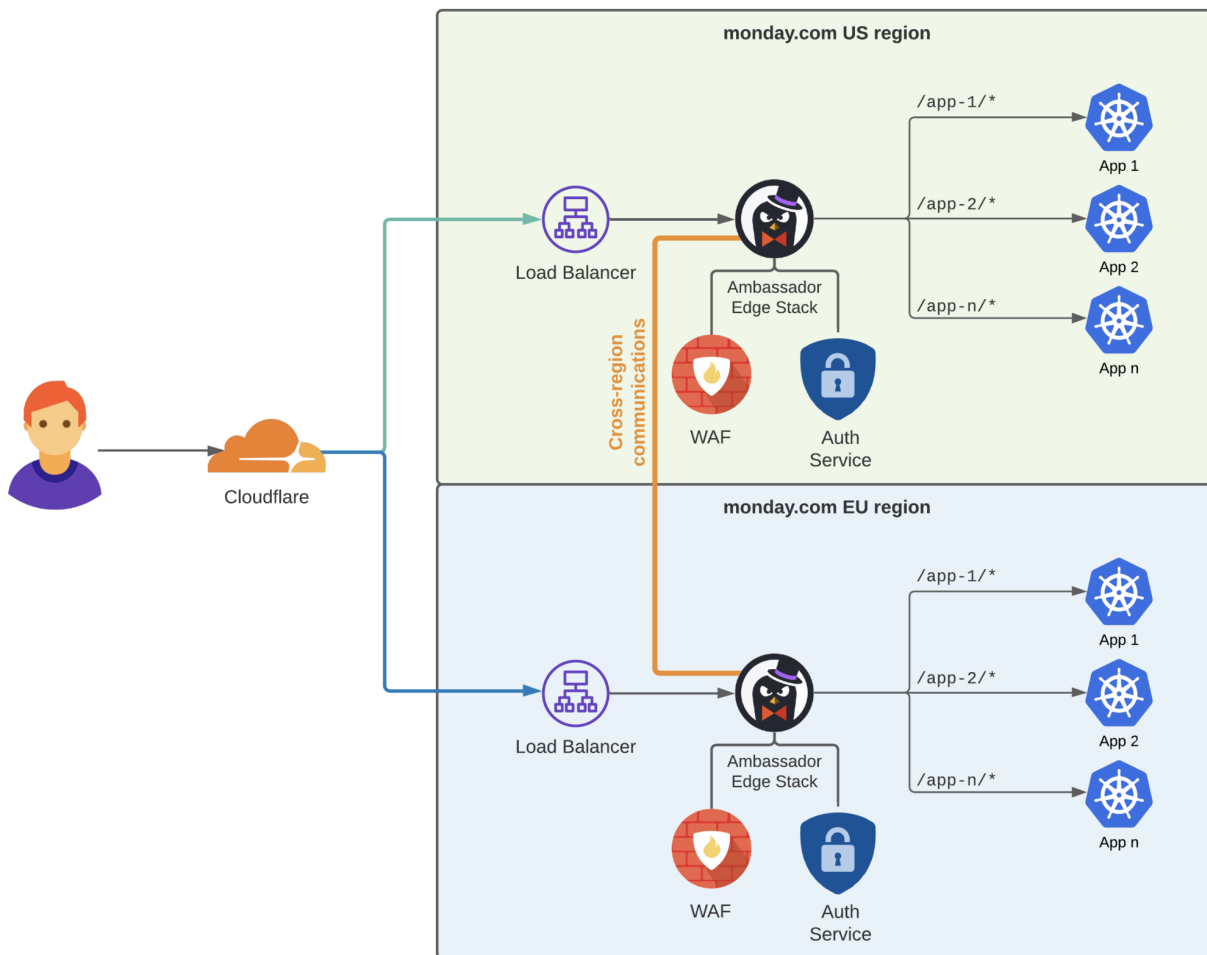 monday.com US region
/app-1/*
App 1
/app-2/*
App 2
/app-n/*
App n
Load Balancer
Ambassador
Edge Stack
WAF
Auth
Service
Cross-region
communications
Cloudflare
monday.com EU region
/app-1/*
App 1
/app-2/*
App 2
/app-n/*
App n
Load Balancer
Ambassador
Edge Stack
WAF
Auth
Service